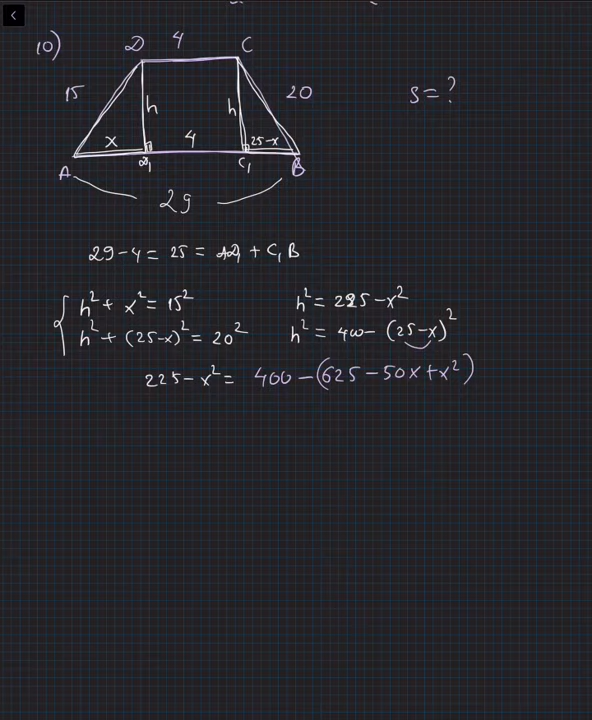 10)
D 4 C
15 h h 20 S = ?
x 4 25-x
A D₁ C₁ B
29
29 - 4 = 25 = AD₁ + C₁B
h² + x² = 15² h² = 225 - x²
h² + (25-x)² = 20² h² = 400 - (25-x)²
225 - x² = 400 - (625 - 50x + x²)